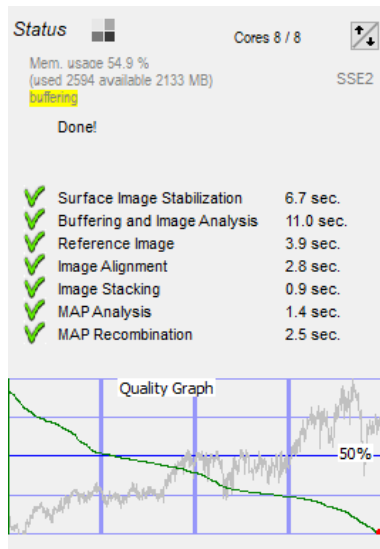 Status
Cores 8 / 8
Mem. usage 54.9 %
(used 2594 available 2133 MB)
SSE2
buffering
Done!
Surface Image Stabilization 6.7 sec.
Buffering and Image Analysis 11.0 sec.
Reference Image 3.9 sec.
Image Alignment 2.8 sec.
Image Stacking 0.9 sec.
MAP Analysis 1.4 sec.
MAP Recombination 2.5 sec.
Quality Graph
50%